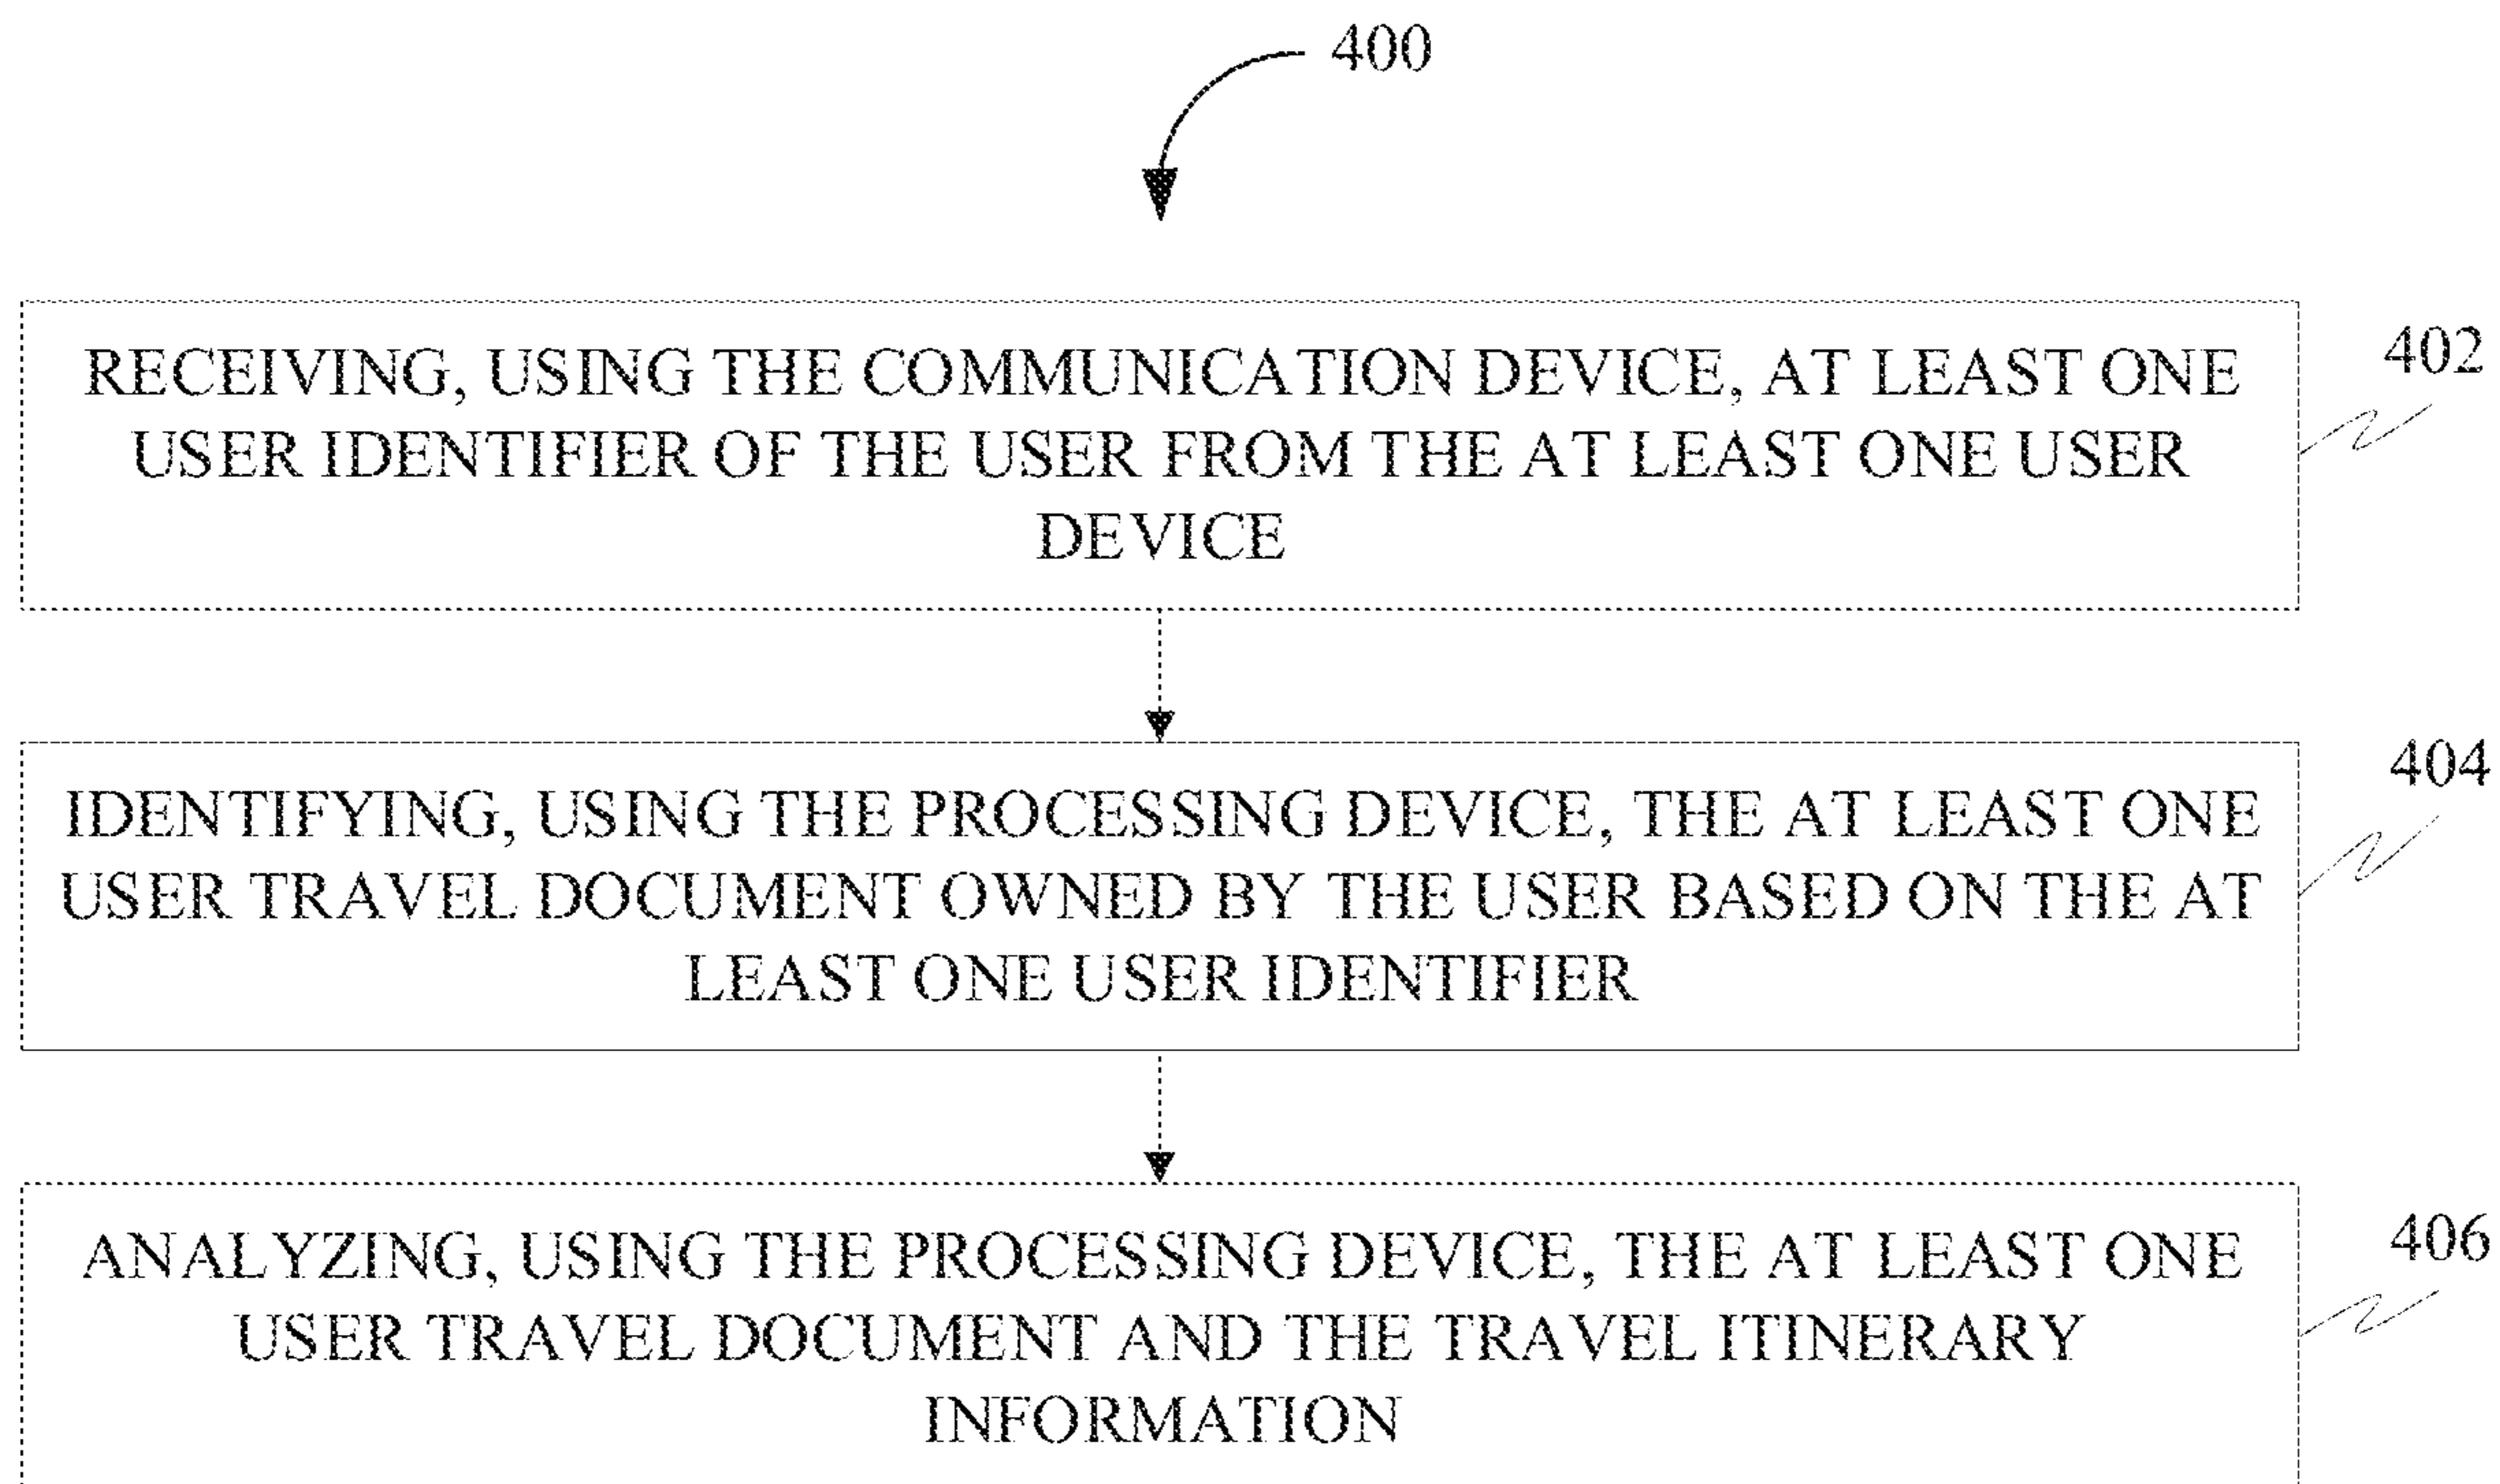 400
RECEIVING, USING THE COMMUNICATION DEVICE, AT LEAST ONE
USER IDENTIFIER OF THE USER FROM THE AT LEAST ONE USER
DEVICE
402
IDENTIFYING, USING THE PROCESSING DEVICE, THE AT LEAST ONE
USER TRAVEL DOCUMENT OWNED BY THE USER BASED ON THE AT
LEAST ONE USER IDENTIFIER
404
ANALYZING, USING THE PROCESSING DEVICE, THE AT LEAST ONE
USER TRAVEL DOCUMENT AND THE TRAVEL ITINERARY
INFORMATION
406